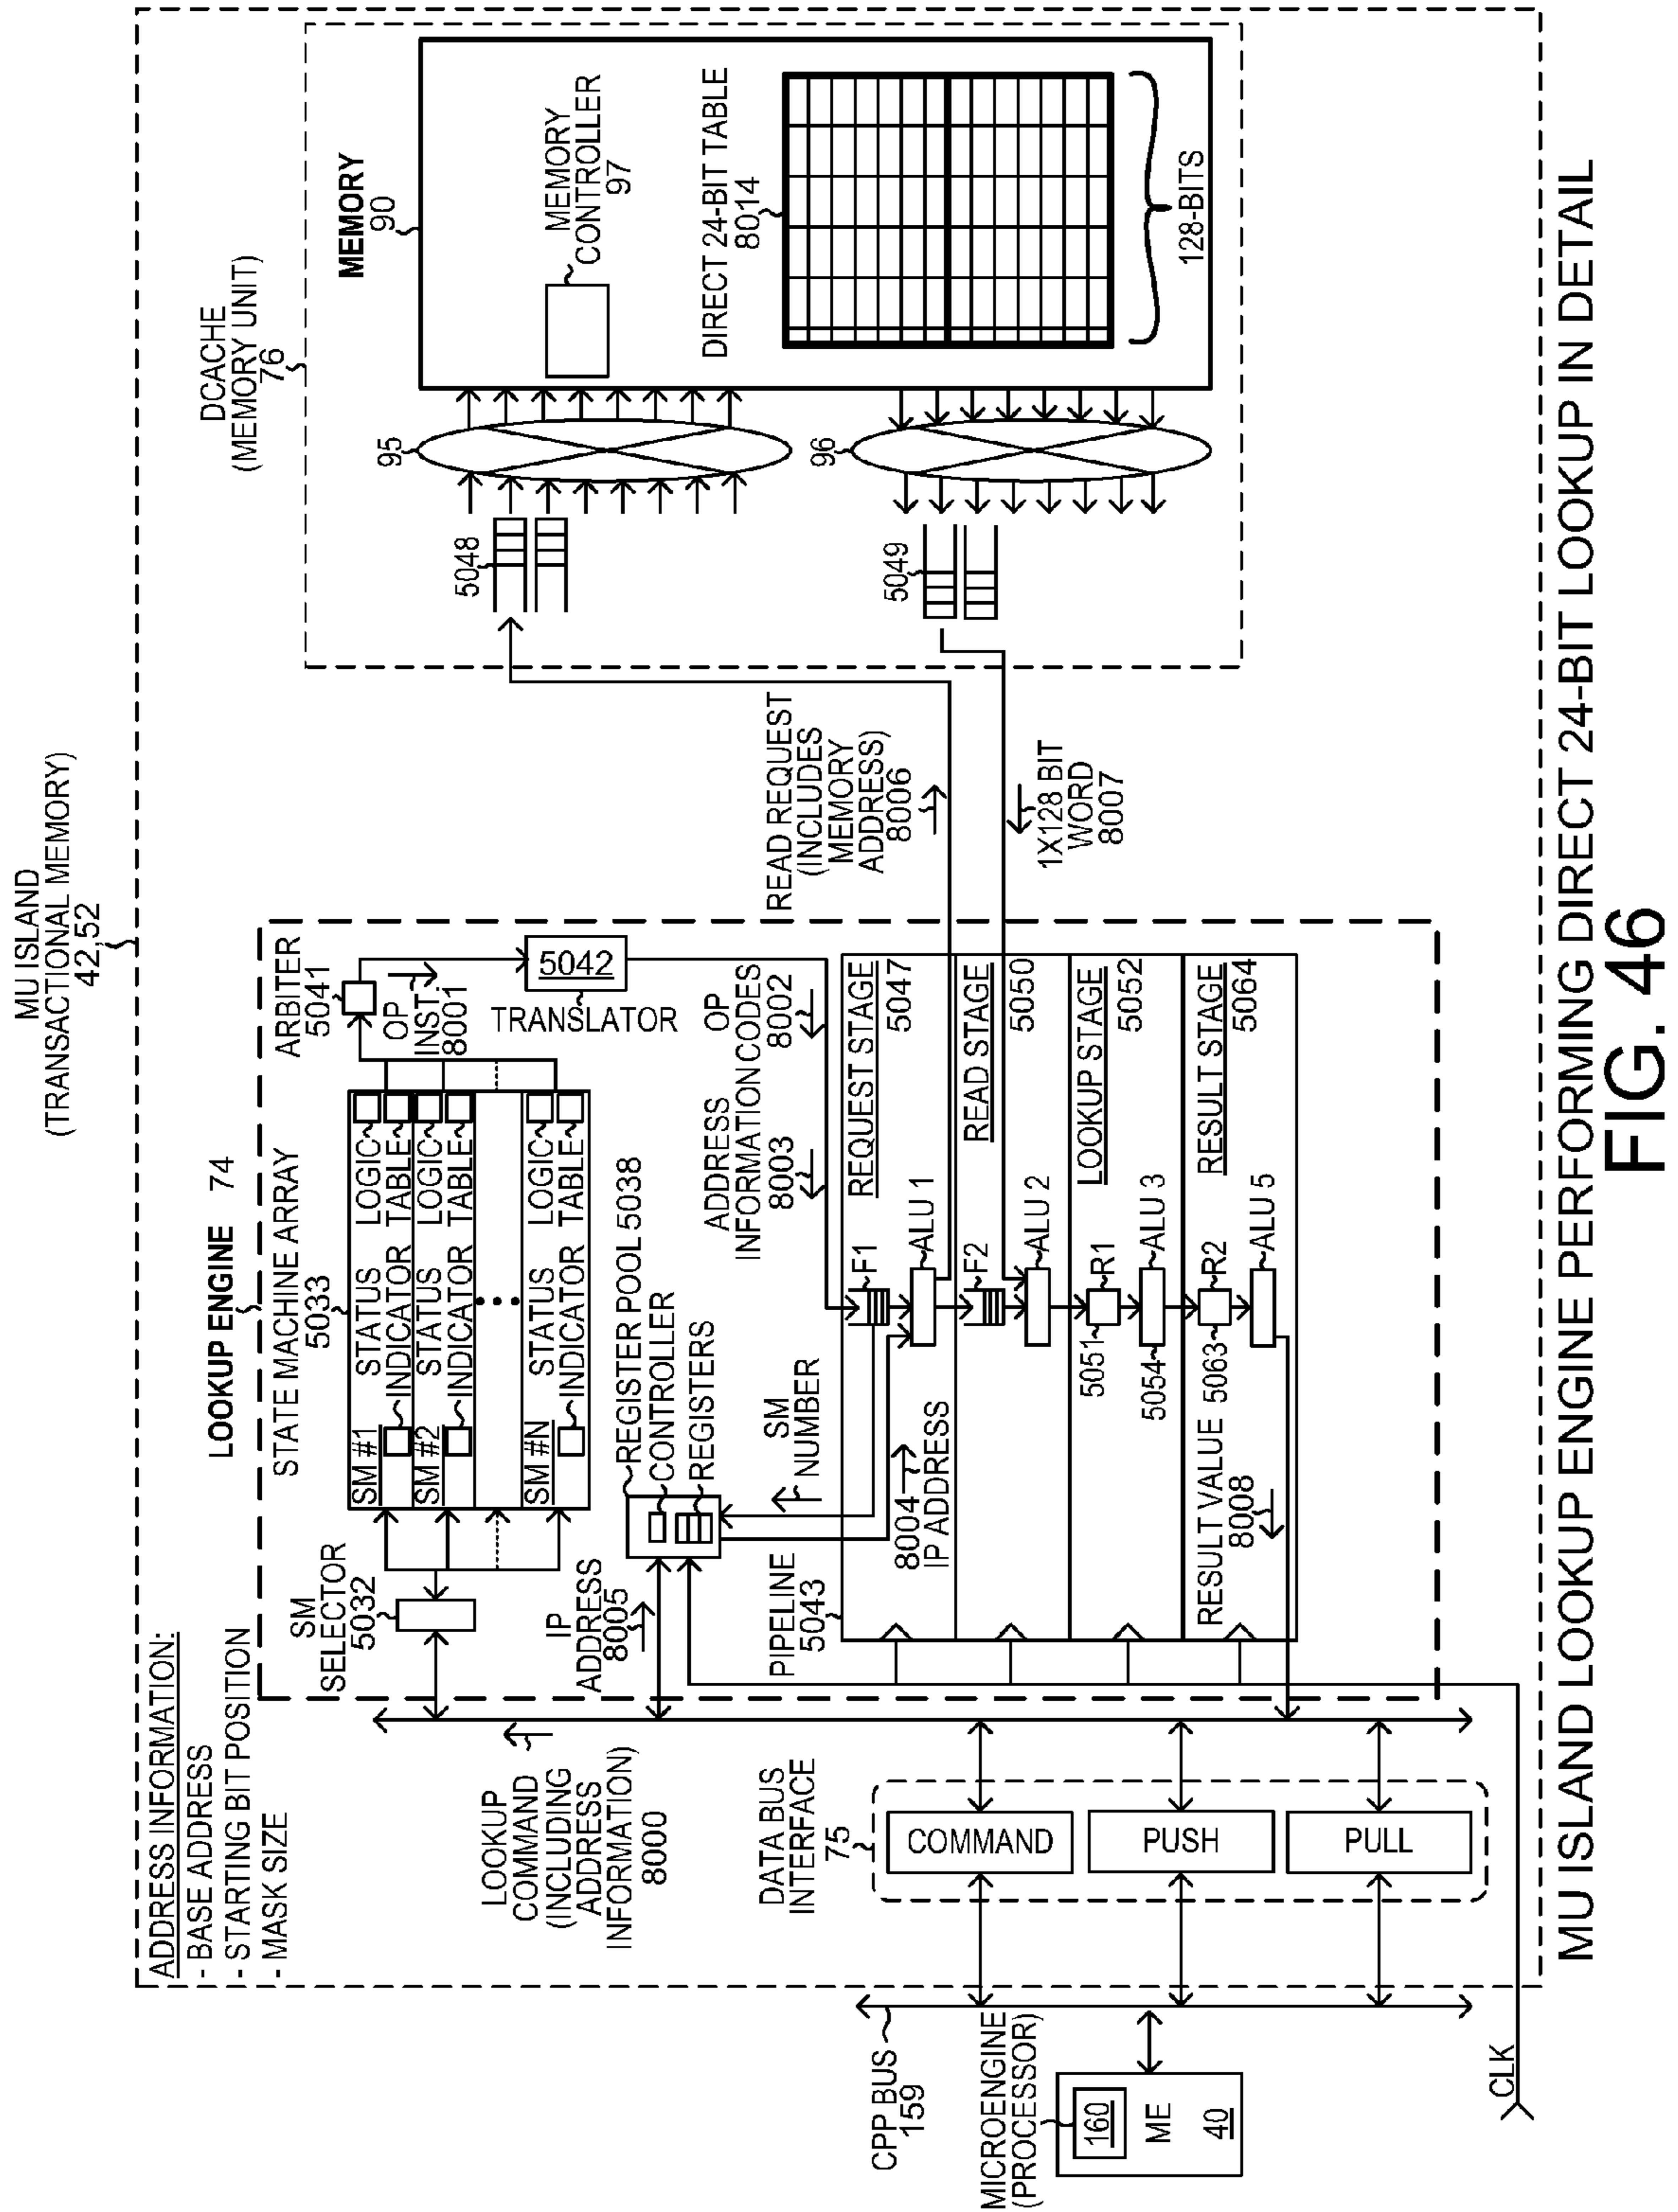 MU ISLAND
(TRANSACTIONAL MEMORY)
42,52
ADDRESS INFORMATION:
- BASE ADDRESS
- STARTING BIT POSITION
- MASK SIZE
LOOKUP ENGINE 74
STATE MACHINE ARRAY
5033
SM
SELECTOR
5032
SM #1
STATUS
INDICATOR
LOGIC
TABLE
SM #2
STATUS
INDICATOR
LOGIC
TABLE
SM #N
STATUS
INDICATOR
LOGIC
TABLE
ARBITER
5041
OP
INST.
8001
5042
TRANSLATOR
REGISTER POOL 5038
CONTROLLER
REGISTERS
IP
ADDRESS
8005
SM
NUMBER
ADDRESS
INFORMATION CODES
8003
OP
8002
PIPELINE
5043
8004
IP ADDRESS
F1
ALU 1
REQUEST STAGE
5047
F2
ALU 2
READ STAGE
5050
5051
R1
5054
ALU 3
LOOKUP STAGE
5052
RESULT VALUE
8008
5063
R2
ALU 5
RESULT STAGE
5064
LOOKUP
COMMAND
(INCLUDING
ADDRESS
INFORMATION)
8000
DATA BUS
INTERFACE
75
COMMAND
PUSH
PULL
CPP BUS
159
MICROENGINE
(PROCESSOR)
160
ME
40
CLK
READ REQUEST
(INCLUDES
MEMORY
ADDRESS)
8006
1X128 BIT
WORD
8007
DCACHE
(MEMORY UNIT)
76
95
5048
96
5049
MEMORY
90
MEMORY
CONTROLLER
97
DIRECT 24-BIT TABLE
8014
128-BITS
MU ISLAND LOOKUP ENGINE PERFORMING DIRECT 24-BIT LOOKUP IN DETAIL
FIG. 46